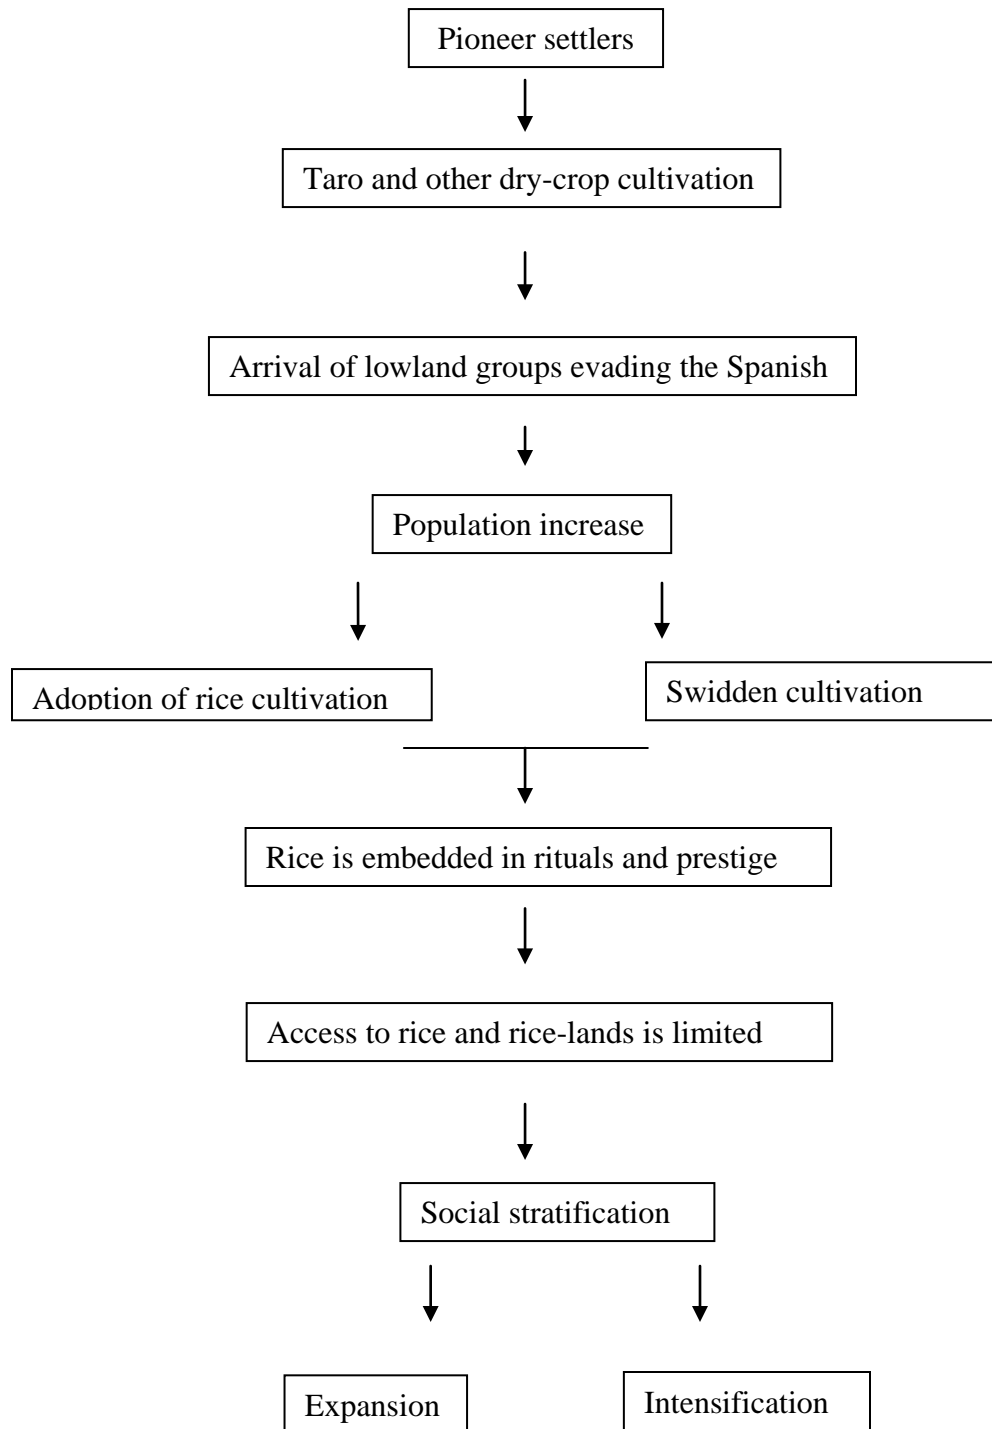 Pioneer settlers
Taro and other dry-crop cultivation
Arrival of lowland groups evading the Spanish
Population increase
Adoption of rice cultivation
Swidden cultivation
Rice is embedded in rituals and prestige
Access to rice and rice-lands is limited
Social stratification
Expansion
Intensification